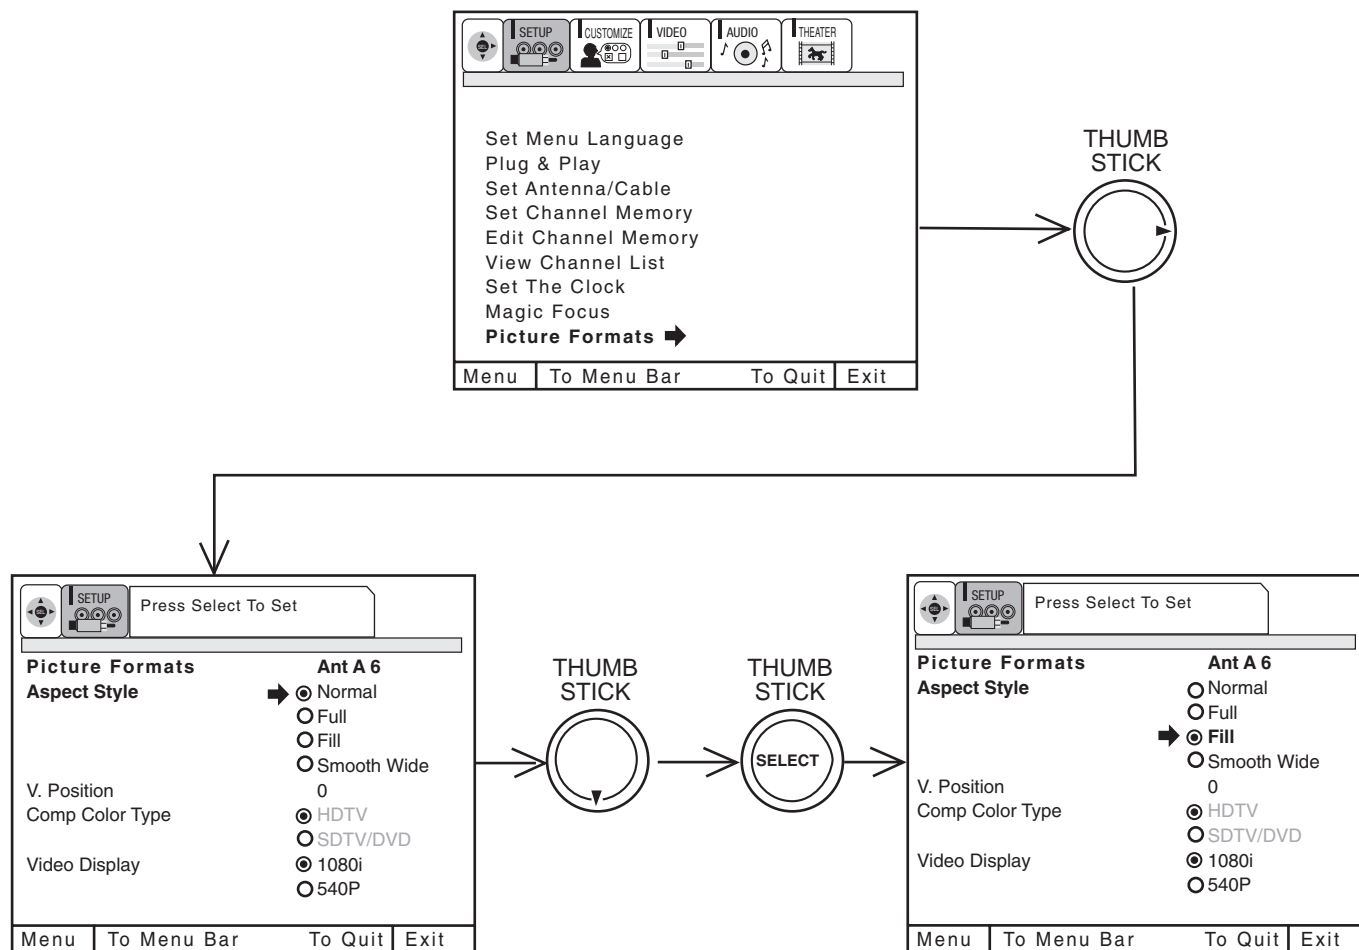 SEL
SETUP
CUSTOMIZE
VIDEO
AUDIO
THEATER
Set Menu Language
Plug & Play
Set Antenna/Cable
Set Channel Memory
Edit Channel Memory
View Channel List
Set The Clock
Magic Focus
Picture Formats
Menu To Menu Bar To Quit Exit
THUMB
STICK
SEL
SETUP
Press Select To Set
Picture Formats Ant A 6
Aspect Style Normal
Full
Fill
Smooth Wide
V. Position 0
Comp Color Type HDTV
SDTV/DVD
Video Display 1080i
540P
Menu To Menu Bar To Quit Exit
THUMB
STICK
THUMB
STICK
SELECT
SEL
SETUP
Press Select To Set
Picture Formats Ant A 6
Aspect Style Normal
Full
Fill
Smooth Wide
V. Position 0
Comp Color Type HDTV
SDTV/DVD
Video Display 1080i
540P
Menu To Menu Bar To Quit Exit